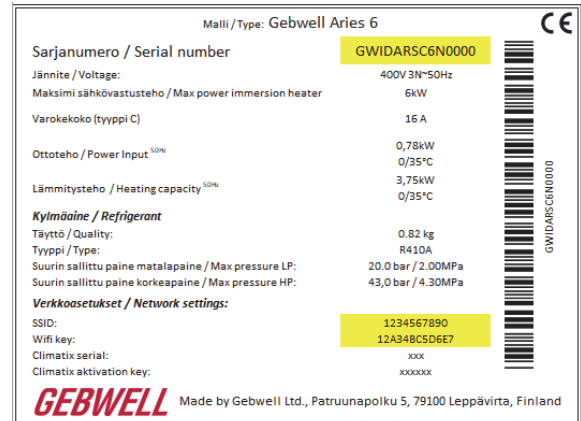 Malli / Type: Gebwell Aries 6
CE
Sarjanumero / Serial number GWIDARSC6N0000
Jännite / Voltage: 400V 3N~50Hz
Maksimi sähkövastusteho / Max power immersion heater 6kW
Varokekoko (tyyppi C) 16 A
Ottoteho / Power Input 50Hz 0,78kW
0/35°C
Lämmitysteho / Heating capacity 50Hz 3,75kW
0/35°C
Kylmäaine / Refrigerant
Täyttö / Quality: 0.82 kg
Tyyppi / Type: R410A
Suurin sallittu paine matalapaine / Max pressure LP: 20.0 bar / 2.00MPa
Suurin sallittu paine korkeapaine / Max pressure HP: 43,0 bar / 4.30MPa
Verkkoasetukset / Network settings:
SSID: 1234567890
Wifi key: 12A34BC5D6E7
Climatix serial: xxx
Climatix aktivation key: xxxxxx
GWIDARSC6N0000
GEBWELL Made by Gebwell Ltd., Patruunapolku 5, 79100 Leppävirta, Finland